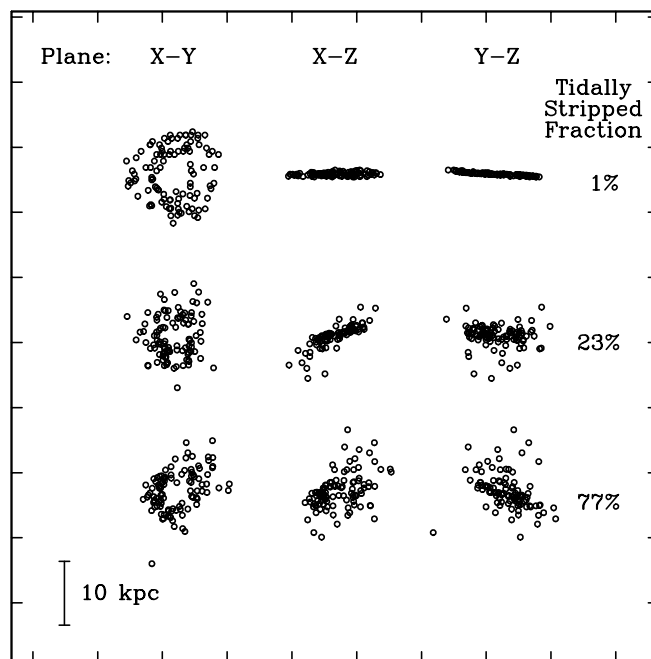 Plane: X-Y X-Z Y-Z
Tidally
Stripped
Fraction
1%
23%
77%
10 kpc